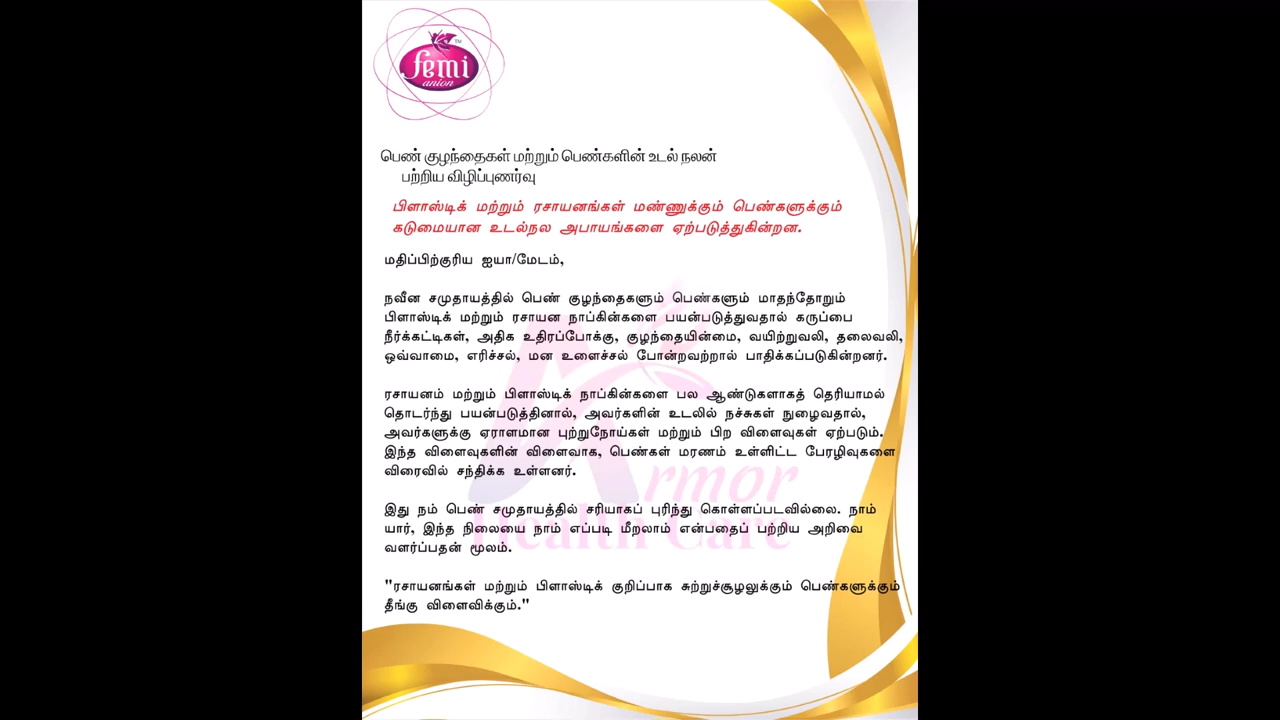 femi
TM
anion
பெண் குழந்தைகள் மற்றும் பெண்களின் உடல் நலன்
பற்றிய விழிப்புணர்வு
பிளாஸ்டிக் மற்றும் ரசாயனங்கள் மண்ணுக்கும் பெண்களுக்கும்
கடுமையான உடல்நல அபாயங்களை ஏற்படுத்துகின்றன.
மதிப்பிற்குரிய ஐயா/மேடம்,
நவீன சமுதாயத்தில் பெண் குழந்தைகளும் பெண்களும் மாதந்தோறும்
பிளாஸ்டிக் மற்றும் ரசாயன நாப்கின்களை பயன்படுத்துவதால் கருப்பை
நீர்க்கட்டிகள், அதிக உதிரப்போக்கு, குழந்தையின்மை, வயிற்றுவலி, தலைவலி,
ஒவ்வாமை, எரிச்சல், மன உளைச்சல் போன்றவற்றால் பாதிக்கப்படுகின்றனர்.
ரசாயனம் மற்றும் பிளாஸ்டிக் நாப்கின்களை பல ஆண்டுகளாகத் தெரியாமல்
தொடர்ந்து பயன்படுத்தினால், அவர்களின் உடலில் நச்சுகள் நுழைவதால்,
அவர்களுக்கு ஏராளமான புற்றுநோய்கள் மற்றும் பிற விளைவுகள் ஏற்படும்.
இந்த விளைவுகளின் விளைவாக, பெண்கள் மரணம் உள்ளிட்ட பேரழிவுகளை
விரைவில் சந்திக்க உள்ளனர்.
இது நம் பெண் சமுதாயத்தில் சரியாகப் புரிந்து கொள்ளப்படவில்லை. நாம்
யார், இந்த நிலையை நாம் எப்படி மீறலாம் என்பதைப் பற்றிய அறிவை
வளர்ப்பதன் மூலம்.
"ரசாயனங்கள் மற்றும் பிளாஸ்டிக் குறிப்பாக சுற்றுச்சூழலுக்கும் பெண்களுக்கும்
தீங்கு விளைவிக்கும்."
Armor
Health Care